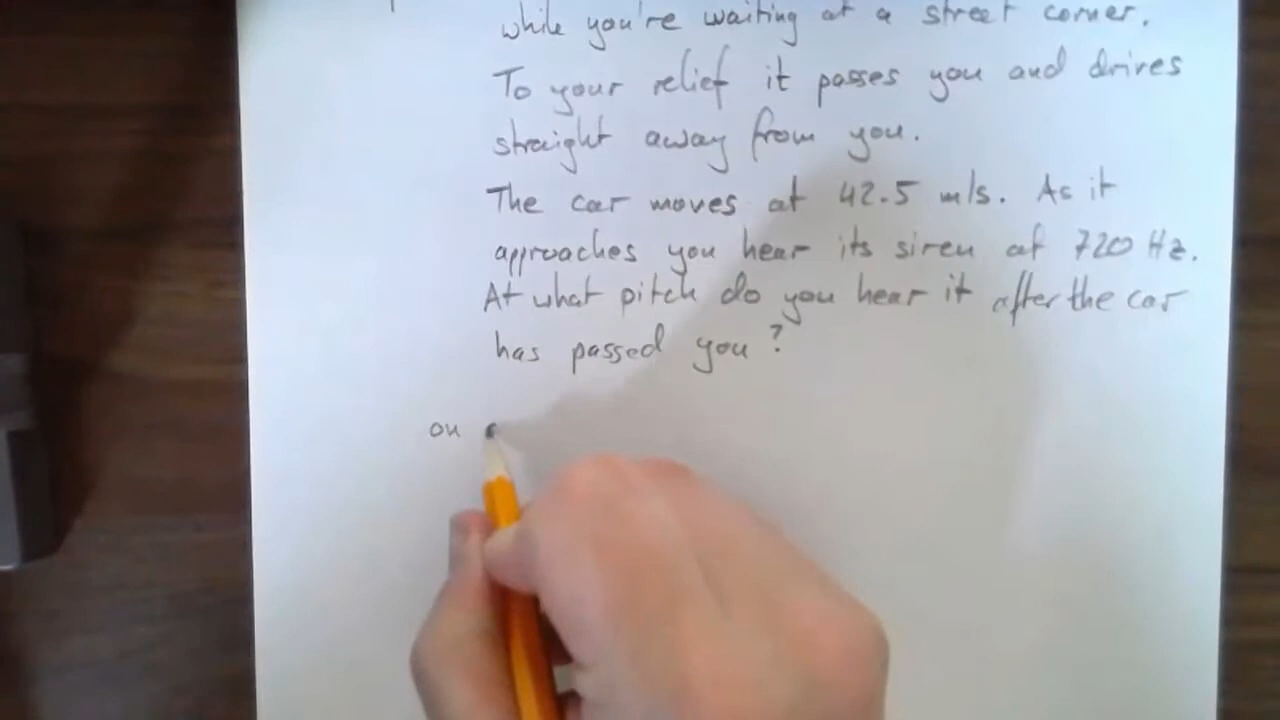 while you're waiting at a street corner.
To your relief it passes you and drives
straight away from you.
The car moves at 42.5 m/s. As it
approaches you hear its siren at 720 Hz.
At what pitch do you hear it after the car
has passed you?
on